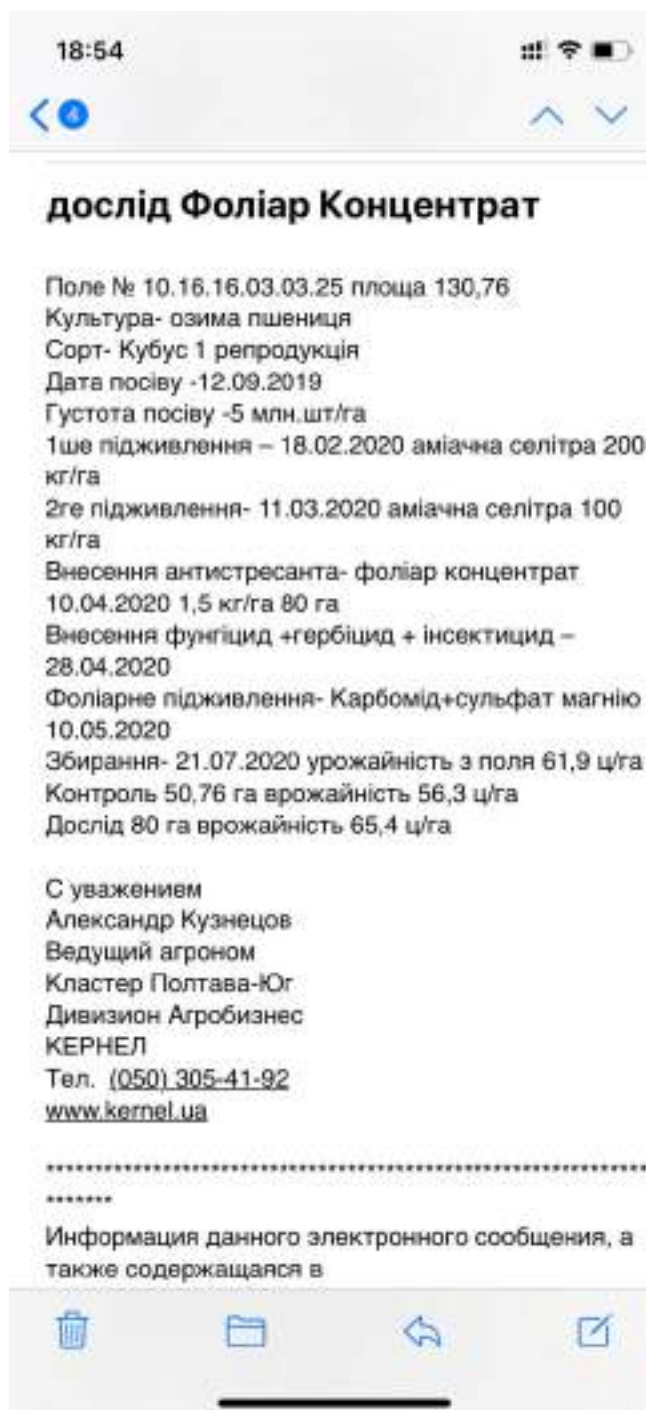 18:54
4
дослід Фоліар Концентрат
Поле № 10.16.16.03.03.25 площа 130,76
Культура- озима пшениця
Сорт- Кубус 1 репродукція
Дата посіву -12.09.2019
Густота посіву -5 млн.шт/га
1ше підживлення – 18.02.2020 аміачна селітра 200
кг/га
2ге підживлення- 11.03.2020 аміачна селітра 100
кг/га
Внесення антистресанта- фоліар концентрат
10.04.2020 1,5 кг/га 80 га
Внесення фунгіцид +гербіцид + інсектицид –
28.04.2020
Фоліарне підживлення- Карбомід+сульфат магнію
10.05.2020
Збирання- 21.07.2020 урожайність з поля 61,9 ц/га
Контроль 50,76 га врожайність 56,3 ц/га
Дослід 80 га врожайність 65,4 ц/га
С уважением
Александр Кузнецов
Ведущий агроном
Кластер Полтава-Юг
Дивизион Агробизнес
КЕРНЕЛ
Тел. (050) 305-41-92
www.kernel.ua
************************************************************
*******
Информация данного электронного сообщения, а
также содержащаяся в